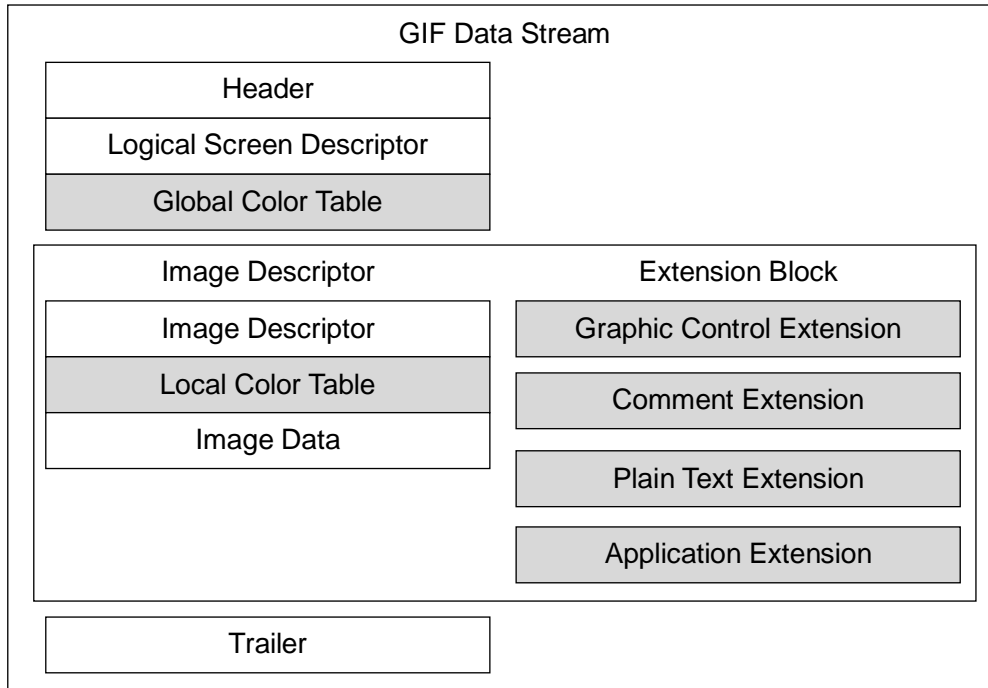 GIF Data Stream
Header
Logical Screen Descriptor
Global Color Table
Image Descriptor
Image Descriptor
Local Color Table
Image Data
Extension Block
Graphic Control Extension
Comment Extension
Plain Text Extension
Application Extension
Trailer